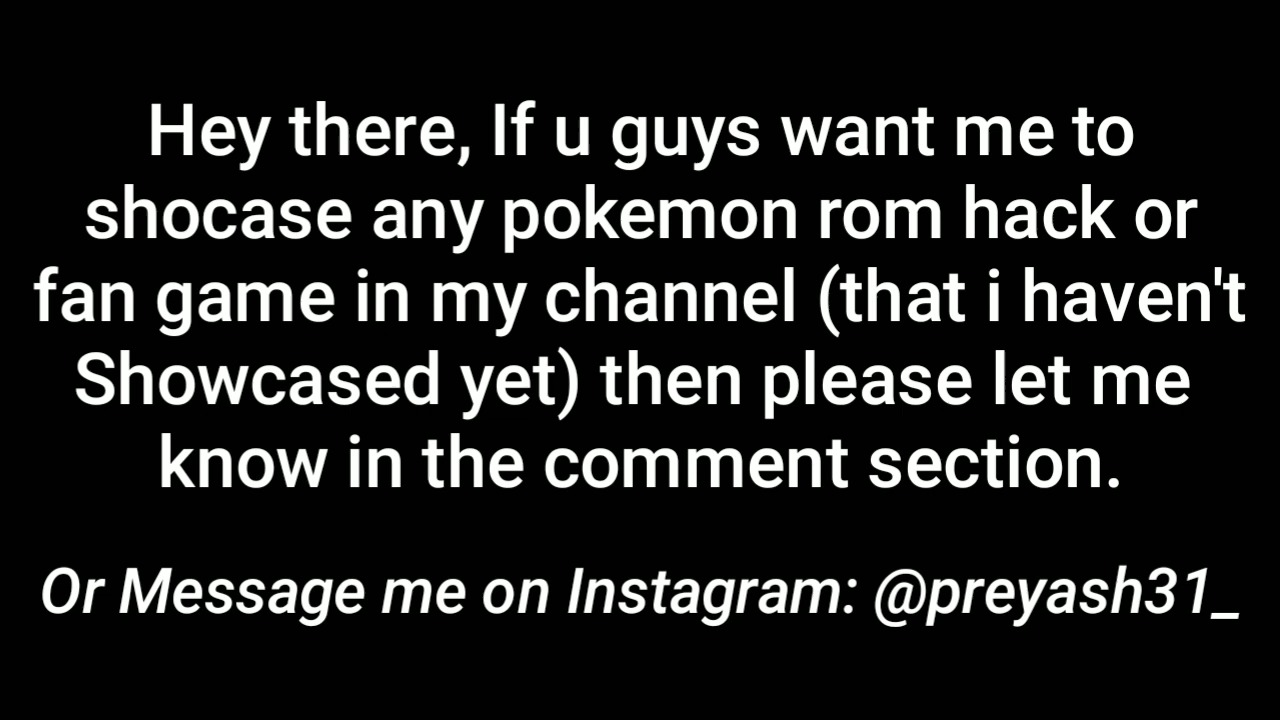 Hey there, If u guys want me to
shocase any pokemon rom hack or
fan game in my channel (that i haven't
Showcased yet) then please let me
know in the comment section.
Or Message me on Instagram: @preyash31_